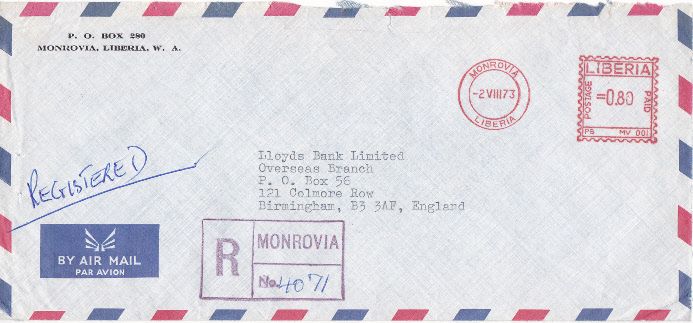 P. O. BOX 280
MONROVIA, LIBERIA, W. A.
MONROVIA
-2 VIII 73
LIBERIA
LIBERIA
POSTAGE
=0.80
PAID
PB MV 001
Lloyds Bank Limited
Overseas Branch
P. O. Box 56
121 Colmore Row
Birmingham, B3 3AF, England
REGISTERED
BY AIR MAIL
PAR AVION
R
MONROVIA
No. 4071